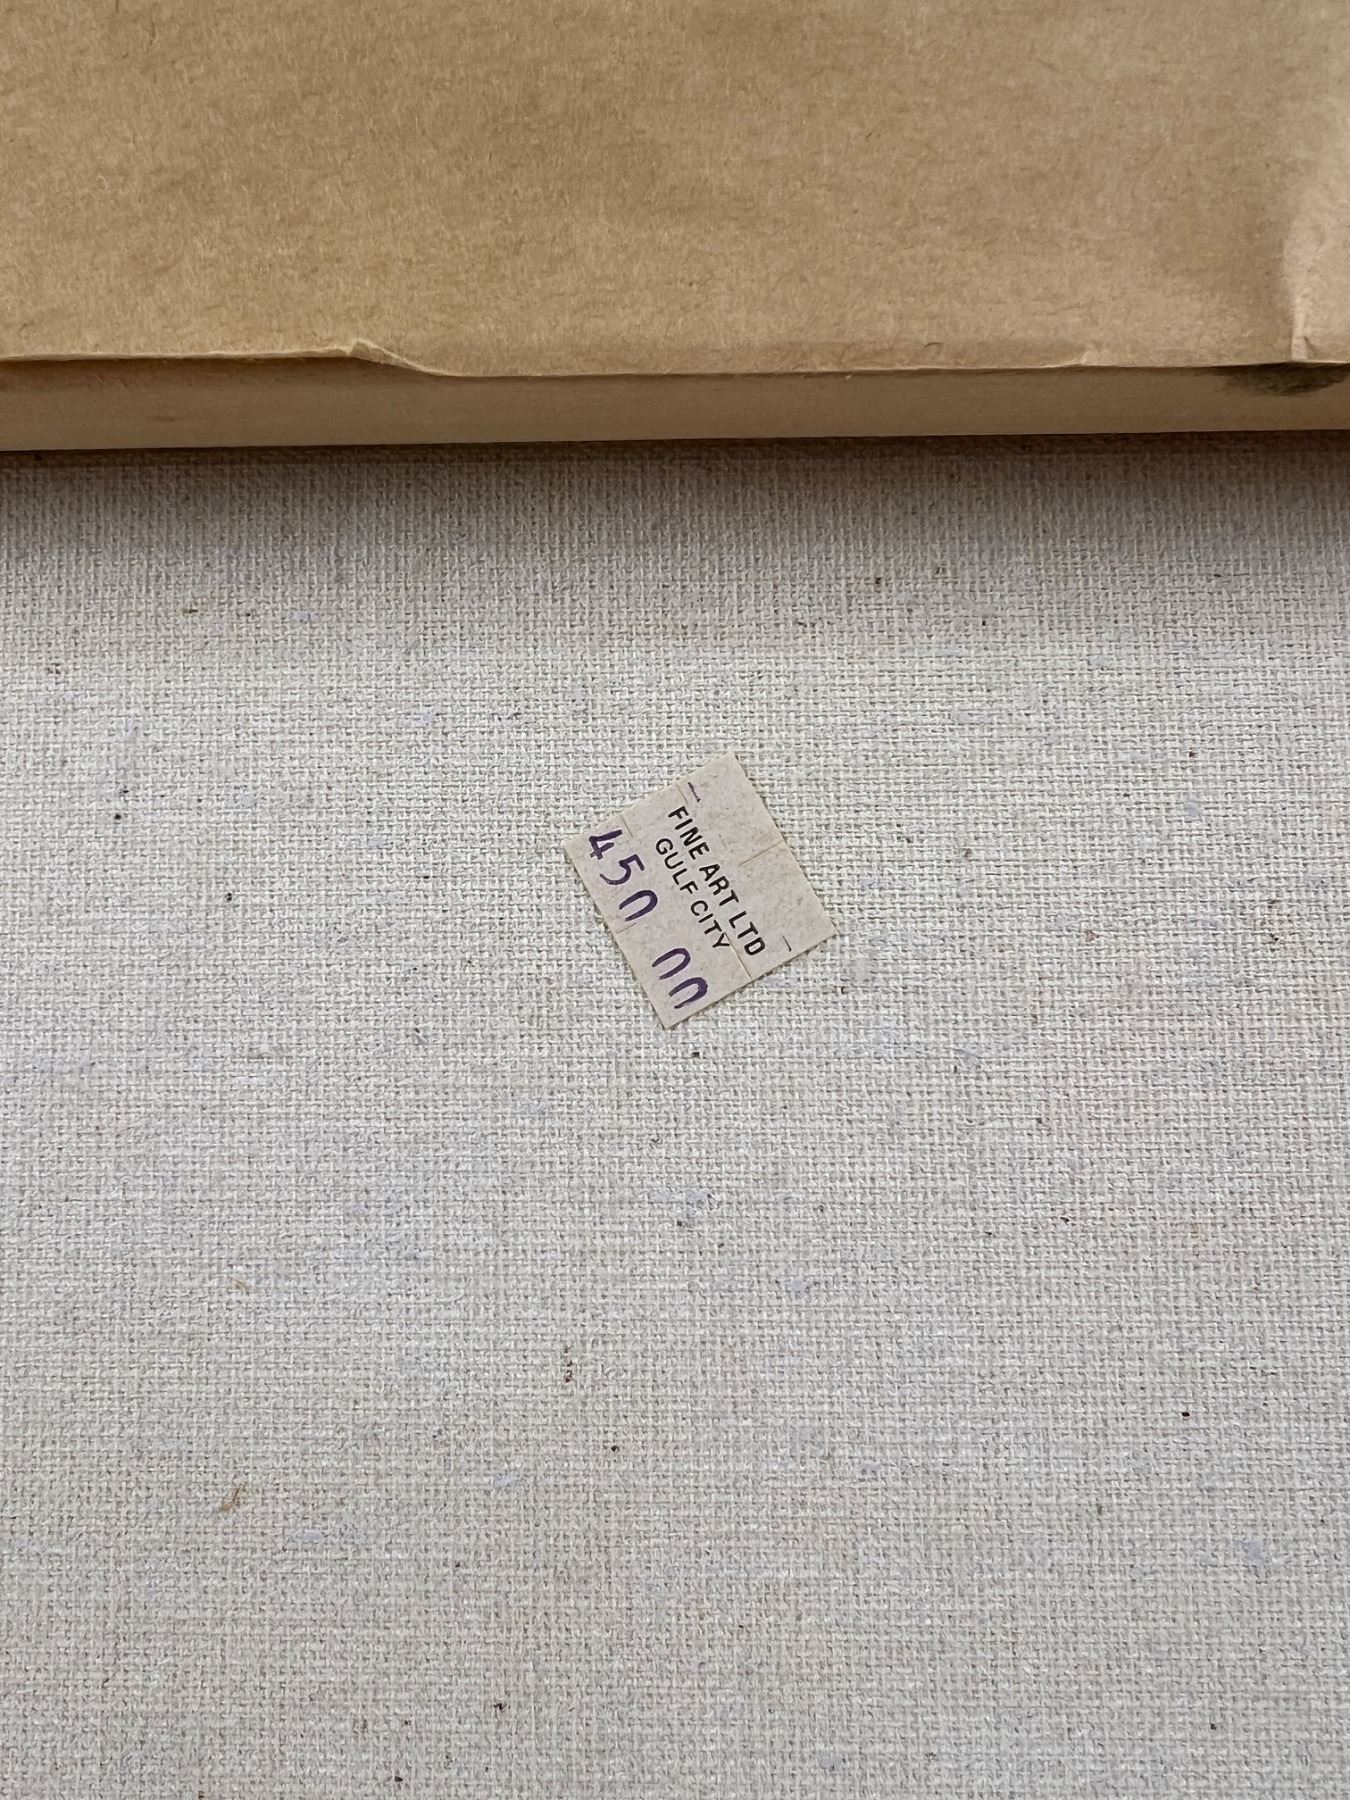 FINE ART LTD
GULF CITY
450 00